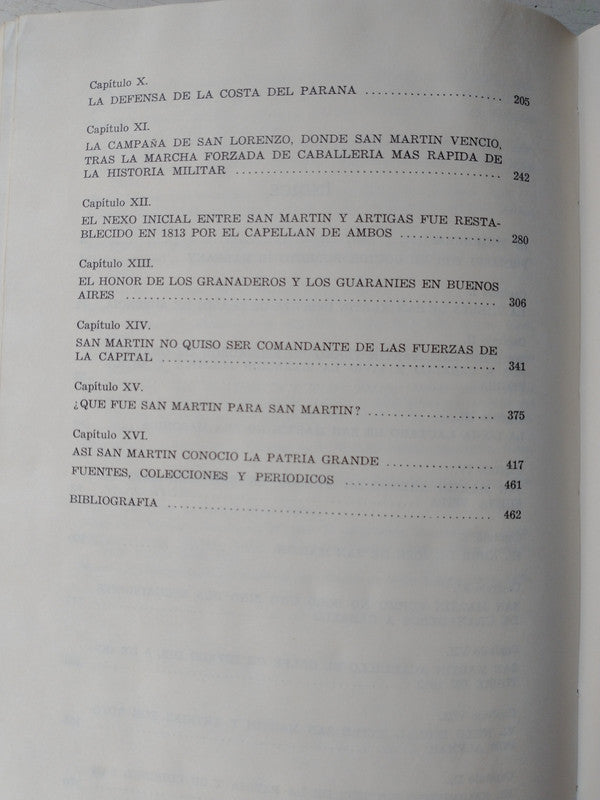 Capítulo X.
LA DEFENSA DE LA COSTA DEL PARANA ........................ 205
Capítulo XI.
LA CAMPAÑA DE SAN LORENZO, DONDE SAN MARTIN VENCIO,
TRAS LA MARCHA FORZADA DE CABALLERIA MAS RAPIDA DE
LA HISTORIA MILITAR ........................................ 242
Capítulo XII.
EL NEXO INICIAL ENTRE SAN MARTIN Y ARTIGAS FUE RESTA-
BLECIDO EN 1813 POR EL CAPELLAN DE AMBOS ............... 280
Capítulo XIII.
EL HONOR DE LOS GRANADEROS Y LOS GUARANIES EN BUENOS
AIRES ........................................................ 306
Capítulo XIV.
SAN MARTIN NO QUISO SER COMANDANTE DE LAS FUERZAS DE
LA CAPITAL .................................................. 341
Capítulo XV.
¿QUE FUE SAN MARTIN PARA SAN MARTIN? ................... 375
Capítulo XVI.
ASI SAN MARTIN CONOCIO LA PATRIA GRANDE ................ 417
FUENTES, COLECCIONES Y PERIODICOS ............ ......... 461
BIBLIOGRAFIA ................................................ 462